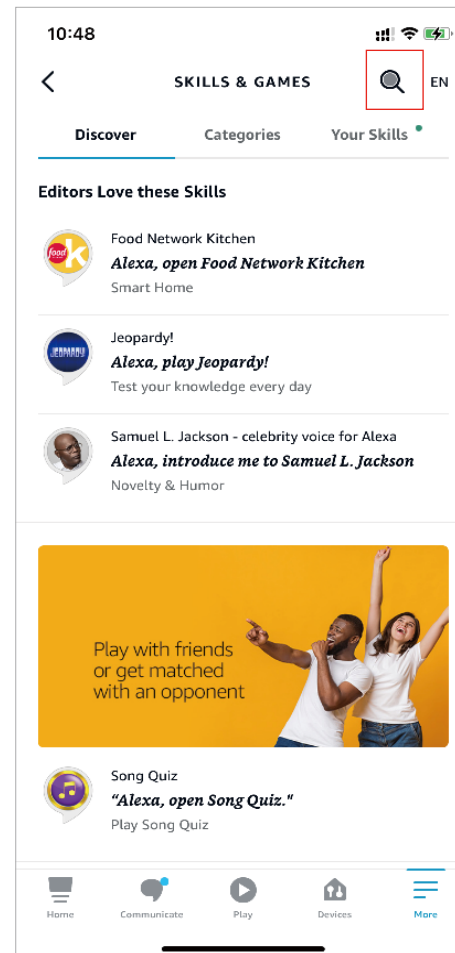 10:48
SKILLS & GAMES
EN
Discover Categories Your Skills
Editors Love these Skills
food k
Food Network Kitchen
Alexa, open Food Network Kitchen
Smart Home
JEOPARDY!
Jeopardy!
Alexa, play Jeopardy!
Test your knowledge every day
Samuel L. Jackson - celebrity voice for Alexa
Alexa, introduce me to Samuel L. Jackson
Novelty & Humor
Play with friends
or get matched
with an opponent
Song Quiz
“Alexa, open Song Quiz."
Play Song Quiz
Home Communicate Play Devices More